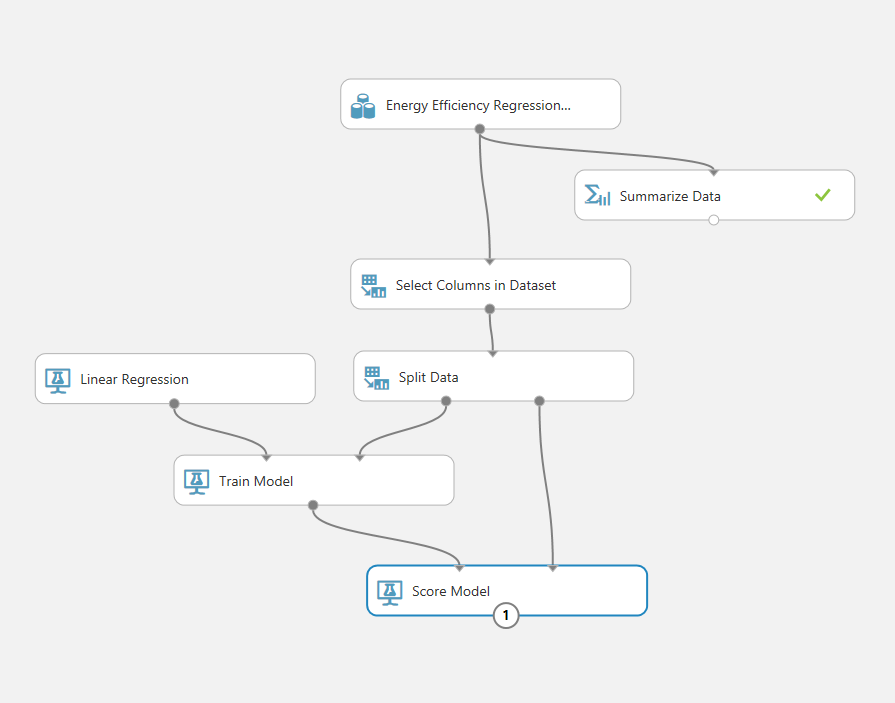 Energy Efficiency Regression...
Summarize Data
Select Columns in Dataset
Linear Regression
Split Data
Train Model
Score Model
1